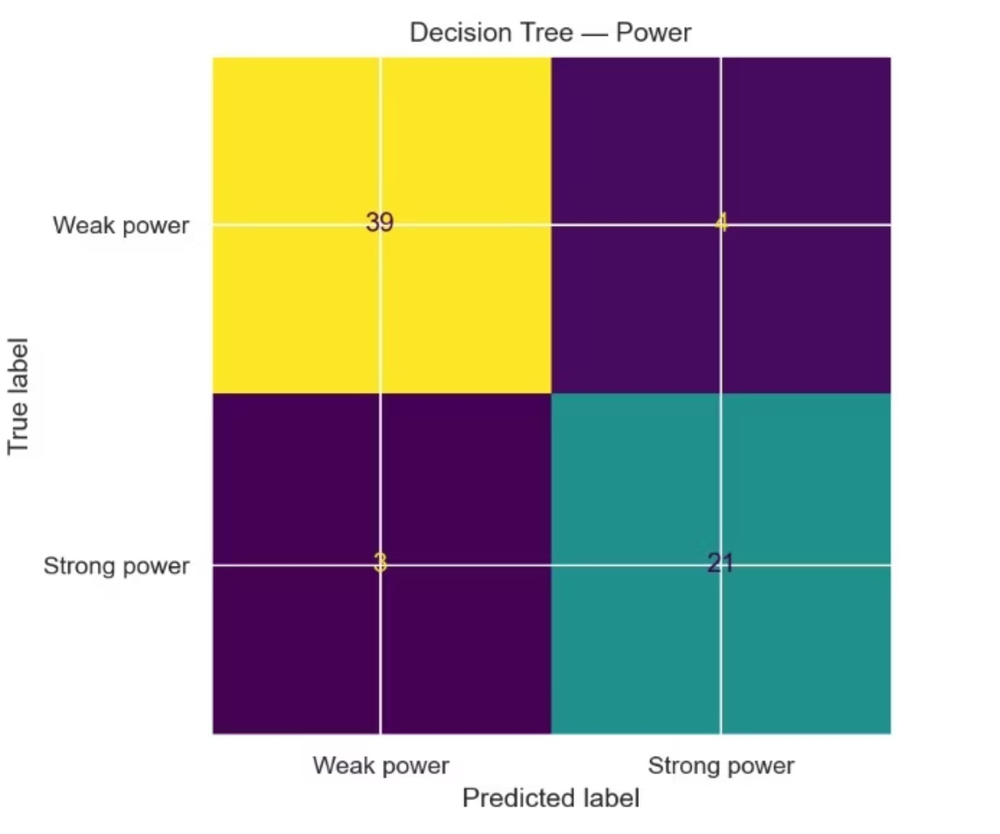 Decision Tree — Power
True label
Weak power
39
4
Strong power
3
21
Weak power
Strong power
Predicted label